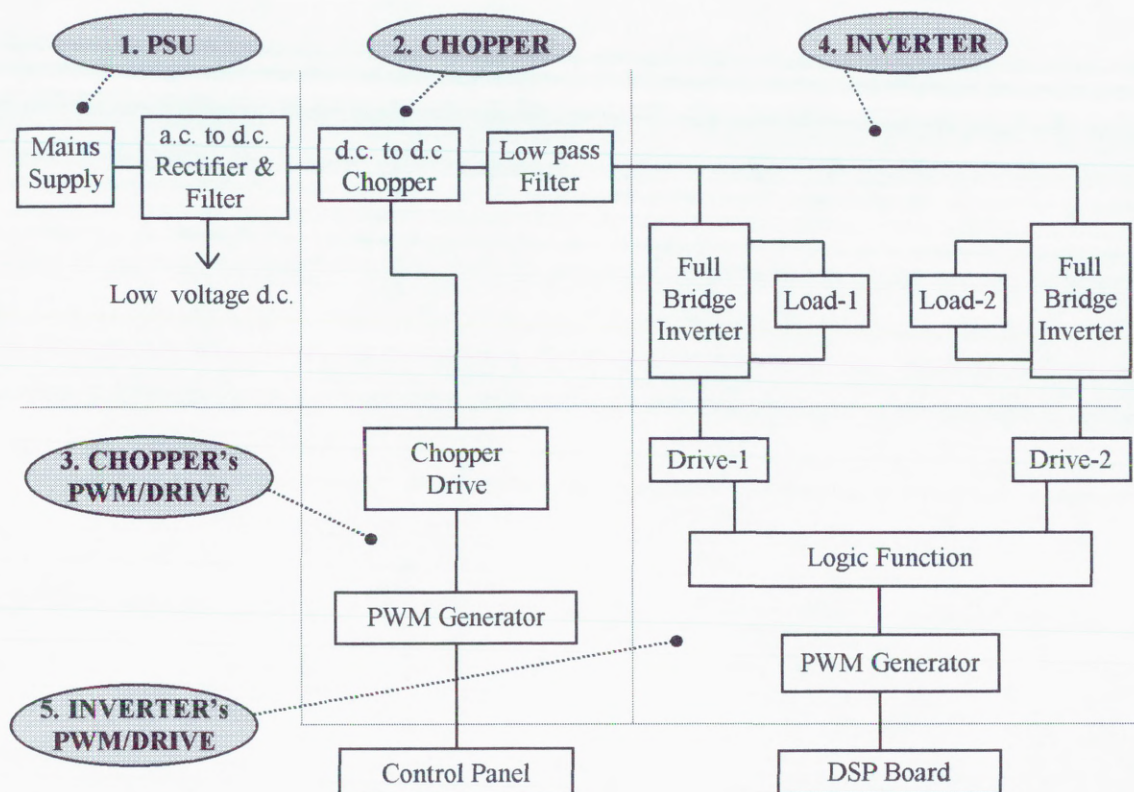 1. PSU
2. CHOPPER
4. INVERTER
Mains
Supply
a.c. to d.c.
Rectifier &
Filter
d.c. to d.c
Chopper
Low pass
Filter
Low voltage d.c.
Full
Bridge
Inverter
Load-1
Load-2
Full
Bridge
Inverter
3. CHOPPER's
PWM/DRIVE
Chopper
Drive
Drive-1
Drive-2
Logic Function
PWM Generator
PWM Generator
5. INVERTER's
PWM/DRIVE
Control Panel
DSP Board